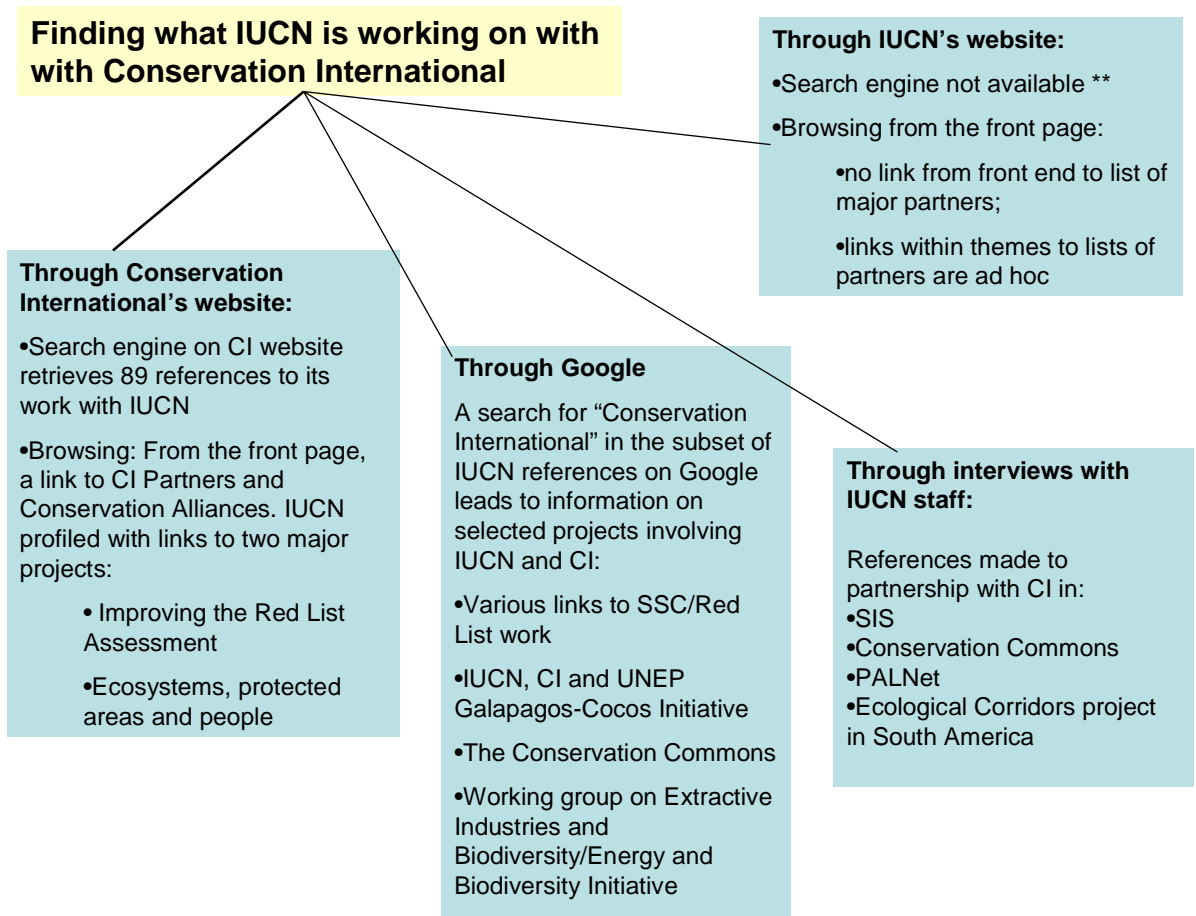 Finding what IUCN is working on with
with Conservation International
Through IUCN’s website:
•Search engine not available **
•Browsing from the front page:
•no link from front end to list of
major partners;
•links within themes to lists of
partners are ad hoc
Through Conservation
International’s website:
•Search engine on CI website
retrieves 89 references to its
work with IUCN
•Browsing: From the front page,
a link to CI Partners and
Conservation Alliances. IUCN
profiled with links to two major
projects:
• Improving the Red List
Assessment
•Ecosystems, protected
areas and people
Through Google
A search for “Conservation
International” in the subset of
IUCN references on Google
leads to information on
selected projects involving
IUCN and CI:
•Various links to SSC/Red
List work
•IUCN, CI and UNEP
Galapagos-Cocos Initiative
•The Conservation Commons
•Working group on Extractive
Industries and
Biodiversity/Energy and
Biodiversity Initiative
Through interviews with
IUCN staff:
References made to
partnership with CI in:
•SIS
•Conservation Commons
•PALNet
•Ecological Corridors project
in South America